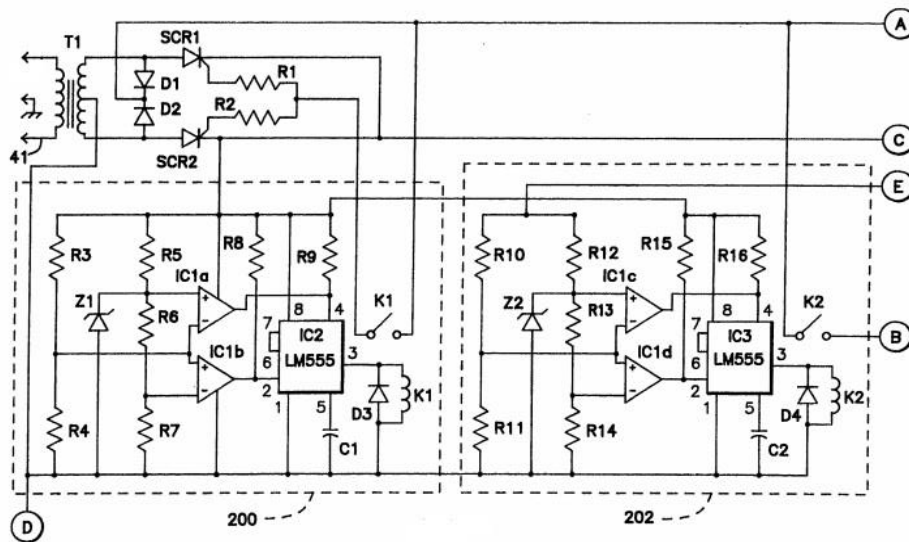 A
T1
SCR1
R1
D1
R2
D2
SCR2
41
C
E
R3
R5
R8
R9
IC1a
Z1
R6
K1
8
4
7
IC2
6
LM555
3
IC1b
2
1
5
R4
R7
D3
K1
C1
200
D
R10
R12
R15
R16
IC1c
Z2
R13
K2
8
4
7
IC3
6
LM555
3
B
IC1d
2
1
5
R11
R14
D4
K2
C2
202